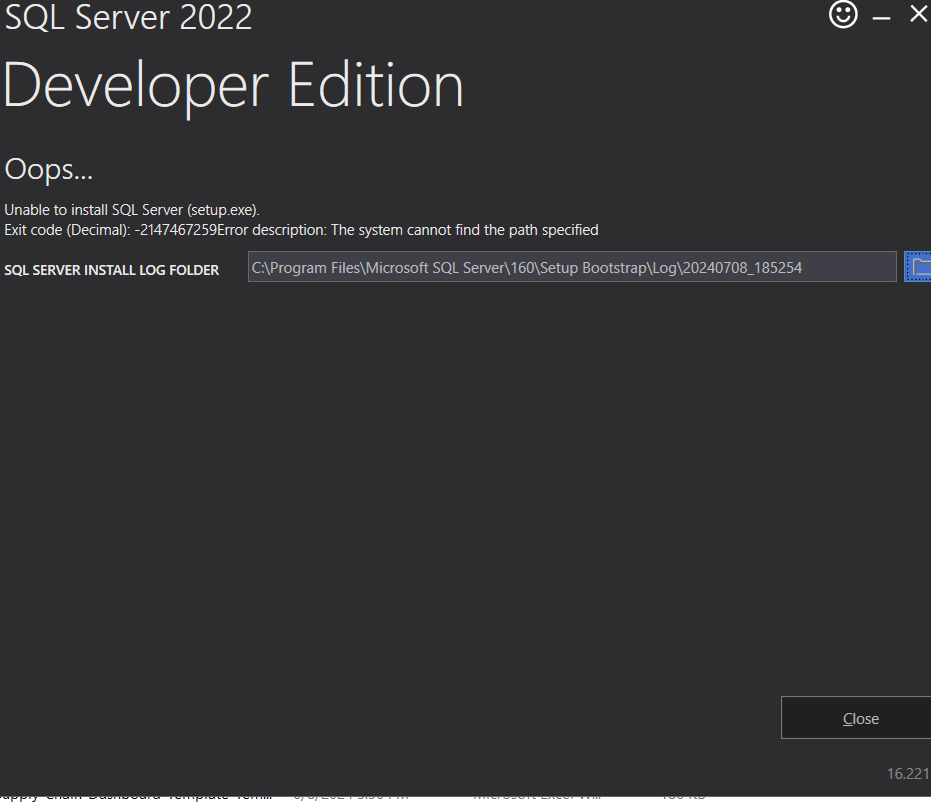 SQL Server 2022
Developer Edition
Oops...
Unable to install SQL Server (setup.exe).
Exit code (Decimal): -2147467259Error description: The system cannot find the path specified
SQL SERVER INSTALL LOG FOLDER
C:\Program Files\Microsoft SQL Server\160\Setup Bootstrap\Log\20240708_185254
Close
16.221